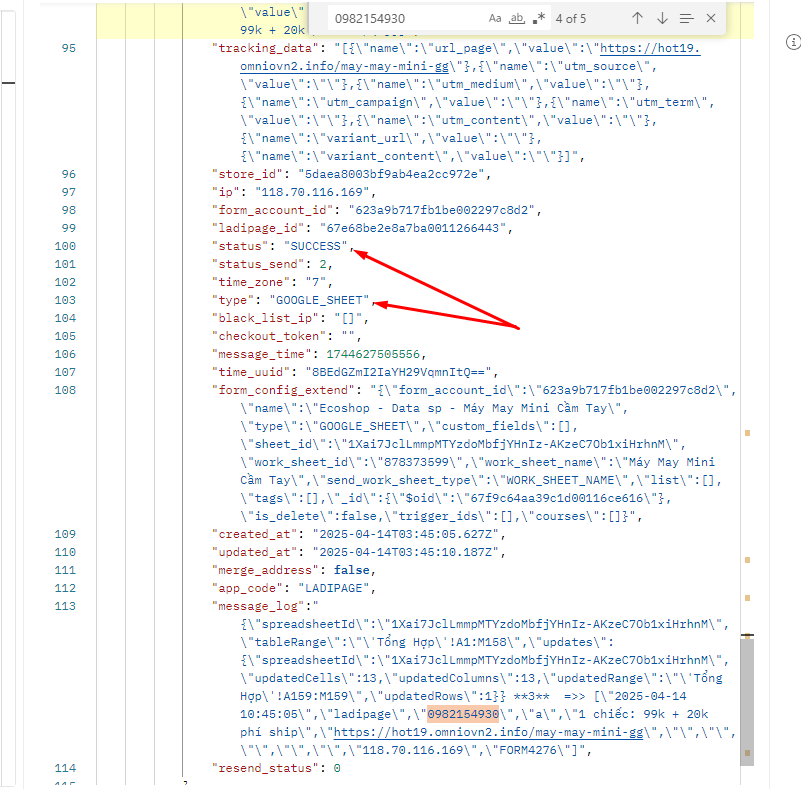 \"value\"
0982154930
Aa ab .* 4 of 5
99k + 20k
95 "tracking_data": "[{\"name\":\"url_page\",\"value\":\"https://hot19.
omniovn2.info/may-may-mini-gg\"},{\"name\":\"utm_source\",
\"value\":\"\"},{\"name\":\"utm_medium\",\"value\":\"\"},
{\"name\":\"utm_campaign\",\"value\":\"\"},{\"name\":\"utm_term\",
\"value\":\"\"},{\"name\":\"utm_content\",\"value\":\"\"},
{\"name\":\"variant_url\",\"value\":\"\"},
{\"name\":\"variant_content\",\"value\":\"\"}]",
96 "store_id": "5daea8003bf9ab4ea2cc972e",
97 "ip": "118.70.116.169",
98 "form_account_id": "623a9b717fb1be002297c8d2",
99 "ladipage_id": "67e68be2e8a7ba0011266443",
100 "status": "SUCCESS",
101 "status_send": 2,
102 "time_zone": "7",
103 "type": "GOOGLE_SHEET",
104 "black_list_ip": "[]",
105 "checkout_token": "",
106 "message_time": 1744627505556,
107 "time_uuid": "8BEdGZmI2IaYH29VqmnItQ==",
108 "form_config_extend": "{\"form_account_id\":\"623a9b717fb1be002297c8d2\",
\"name\":\"Ecoshop - Data sp - Máy May Mini Cầm Tay\",
\"type\":\"GOOGLE_SHEET\",\"custom_fields\":[],
\"sheet_id\":\"1Xai7JclLmmpMTYzdoMbfjYHnIz-AKzeC7Ob1xiHrhnM\",
\"work_sheet_id\":\"878373599\",\"work_sheet_name\":\"Máy May Mini
Cầm Tay\",\"send_work_sheet_type\":\"WORK_SHEET_NAME\",\"list\":[],
\"tags\":[],\"_id\":{\"$oid\":\"67f9c64aa39c1d00116ce616\"},
\"is_delete\":false,\"trigger_ids\":[],\"courses\":[]}",
109 "created_at": "2025-04-14T03:45:05.627Z",
110 "updated_at": "2025-04-14T03:45:10.187Z",
111 "merge_address": false,
112 "app_code": "LADIPAGE",
113 "message_log":"
{\"spreadsheetId\":\"1Xai7JclLmmpMTYzdoMbfjYHnIz-AKzeC7Ob1xiHrhnM\",
\"tableRange\":\"\'Tổng Hợp\'!A1:M158\",\"updates\":
{\"spreadsheetId\":\"1Xai7JclLmmpMTYzdoMbfjYHnIz-AKzeC7Ob1xiHrhnM\",
\"updatedCells\":13,\"updatedColumns\":13,\"updatedRange\":\"\'Tổng
Hợp\'!A159:M159\",\"updatedRows\":1}} **3** =>> [\"2025-04-14
10:45:05\",\"ladipage\",\"0982154930\",\"a\",\"1 chiếc: 99k + 20k
phí ship\",\"https://hot19.omniovn2.info/may-may-mini-gg\",\"\",\"\",
\"\",\"\",\"\",\"118.70.116.169\",\"FORM4276\"]",
114 "resend_status": 0